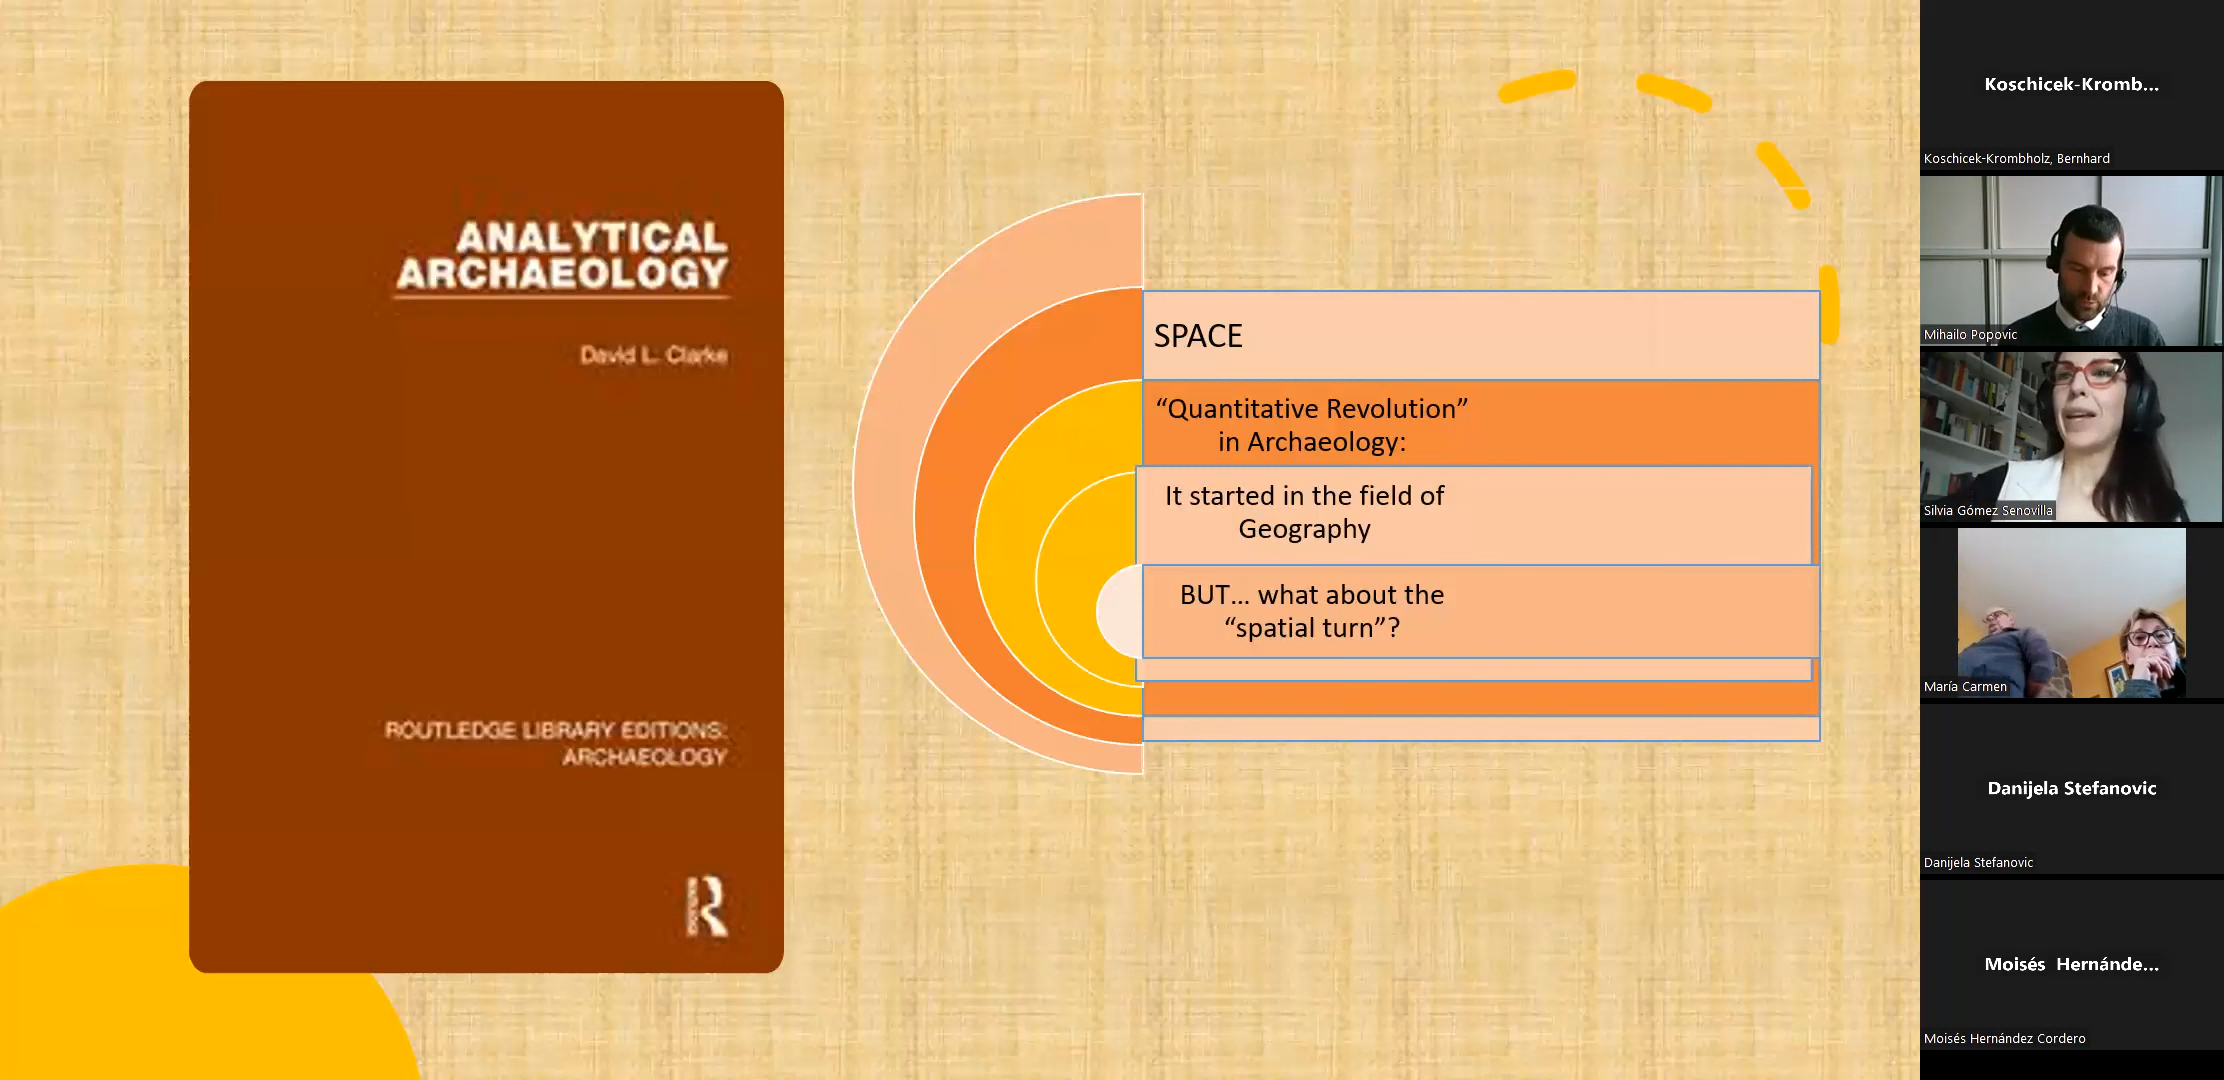 ANALYTICAL
ARCHAEOLOGY
David L. Clarke
ROUTLEDGE LIBRARY EDITIONS:
ARCHAEOLOGY
SPACE
“Quantitative Revolution”
in Archaeology:
It started in the field of
Geography
BUT... what about the
“spatial turn”?
Koschicek-Kromb...
Koschicek-Krombholz, Bernhard
Mihailo Popovic
Silvia Gómez Senovilla
María Carmen
Danijela Stefanovic
Danijela Stefanovic
Moisés Hernánde...
Moisés Hernández Cordero